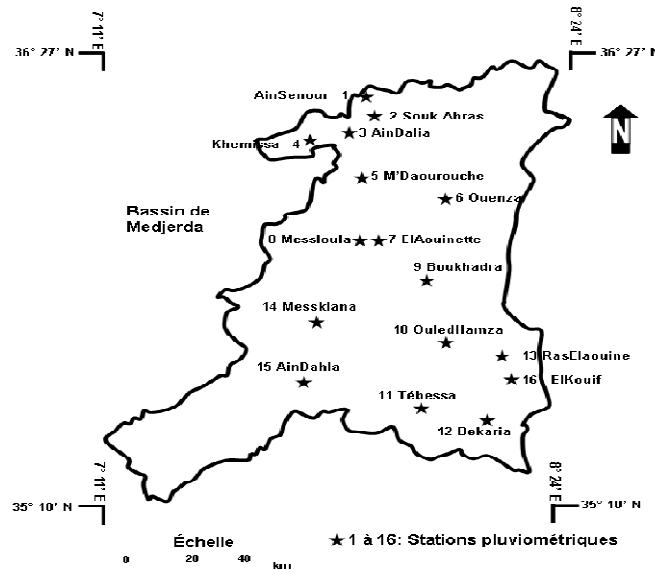 7° 11' E
8° 24' E
36° 27' N
36° 27' N
AinSenour 1
2 Souk Ahras
3 AinDalia
Khemissa 4
N
5 M'Daourouche
6 Ouenza
Bassin de
Medjerda
8 Messloula
7 ElAouinette
9 Boukhadra
14 Messklana
10 OuledHamza
13 RasElaouine
15 AinDahla
16 ElKouif
11 Tébessa
12 Bekaria
7° 11' E
8° 24' E
35° 10' N
35° 10' N
Échelle
0 20 40
km
1 à 16: Stations pluviométriques